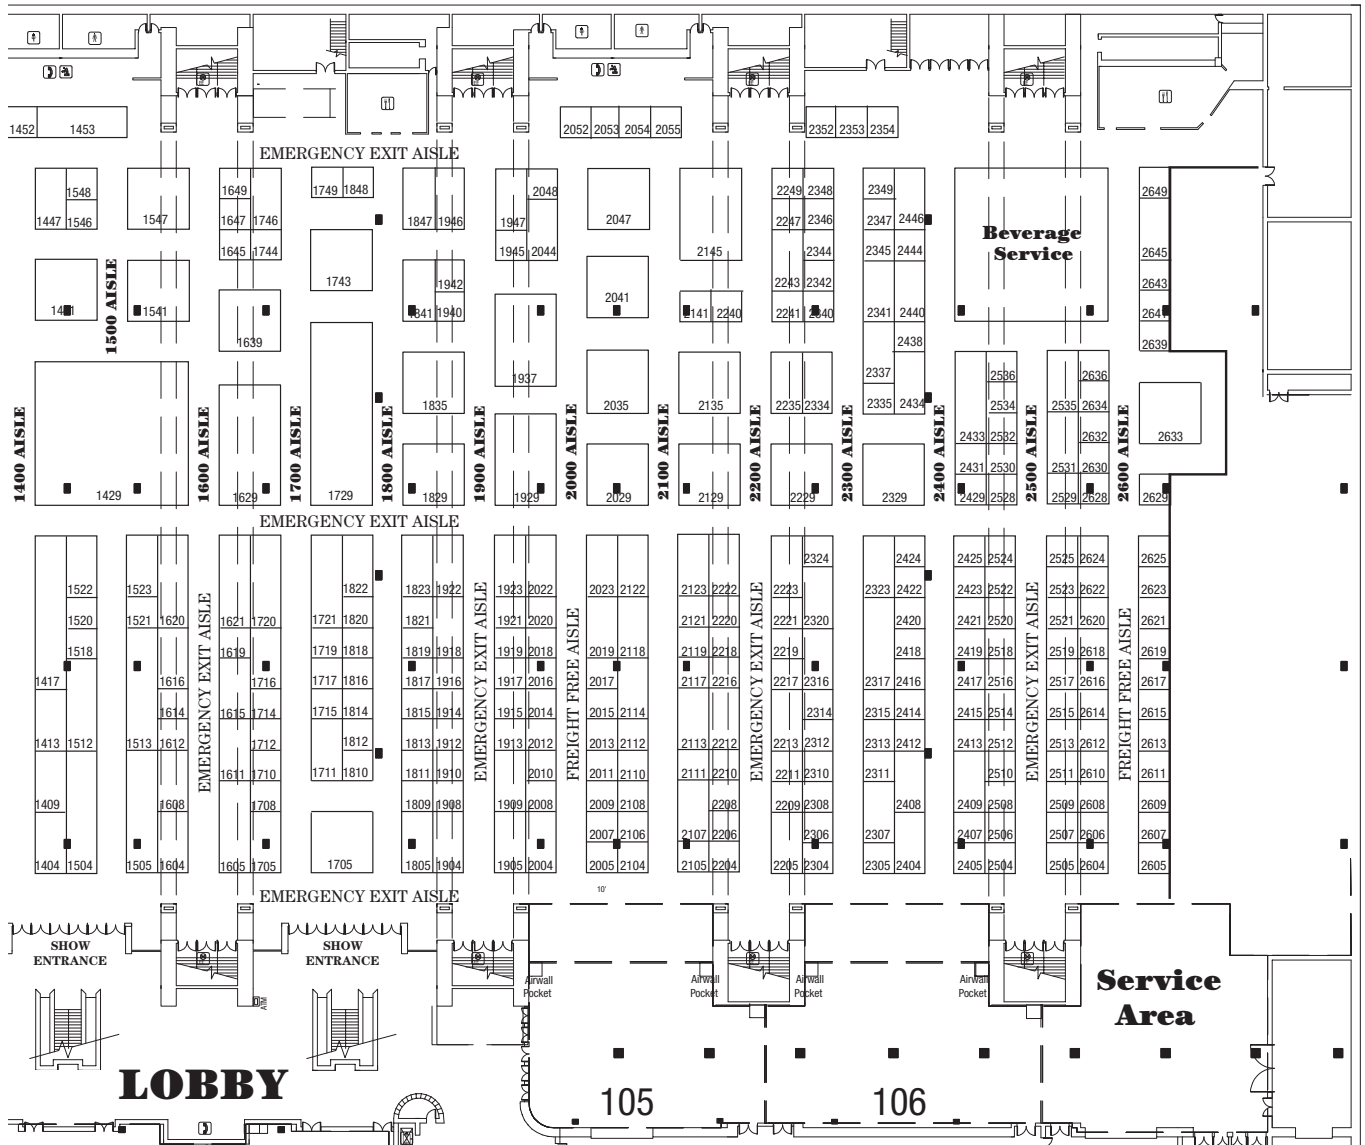 1452 1453 2052 2053 2054 2055 2352 2353 2354
EMERGENCY EXIT AISLE
1548 1649 1749 1848 2048 2249 2348 2349 2649
1447 1546 1547 1647 1746 1847 1946 1947 2047 2247 2346 2347 2446
Beverage
Service
1645 1744 1945 2044 2145 2344 2345 2444 2645
1743 1942 2041 2243 2342 2643
1541 1940 2240 2241 2341 2440
1500 AISLE
1639 2438 2639
1937 2337 2536 2636
1835 2035 2135 2235 2334 2335 2434 2534 2535 2634
2433 2532 2632 2633
2431 2530 2531 2630
1400 AISLE
1600 AISLE
1700 AISLE
1800 AISLE
1900 AISLE
2000 AISLE
2100 AISLE
2200 AISLE
2300 AISLE
2400 AISLE
2500 AISLE
2600 AISLE
1429 1629 1729 1829 1929 2029 2129 2229 2329 2429 2528 2529 2628 2629
EMERGENCY EXIT AISLE
2324 2424 2425 2524 2525 2624 2625
1522 1523 1822 1823 1922 1923 2022 2023 2122 2123 2222 2223 2323 2422 2423 2522 2523 2622 2623
1520 1521 1620 1621 1720 1721 1820 1821 1921 2020 2121 2220 2221 2320 2420 2421 2520 2521 2620 2621
1518 1619 1719 1818 1819 1918 1919 2018 2019 2118 2119 2218 2219 2418 2419 2518 2519 2618 2619
1417 1616 1716 1717 1816 1817 1916 1917 2016 2017 2117 2216 2217 2316 2317 2416 2417 2516 2517 2616 2617
1614 1615 1714 1715 1814 1815 1914 1915 2014 2015 2114 2314 2315 2414 2415 2514 2515 2614 2615
1413 1512 1513 1612 1712 1812 1813 1912 1913 2012 2013 2112 2113 2212 2213 2312 2313 2412 2413 2512 2513 2612 2613
1611 1710 1711 1810 1811 1910 2010 2011 2110 2111 2210 2211 2310 2311 2510 2511 2610 2611
1409 1608 1708 1809 1908 1909 2008 2009 2108 2208 2209 2308 2408 2409 2508 2509 2608 2609
2007 2106 2107 2206 2306 2307 2407 2506 2507 2606 2607
1404 1504 1505 1604 1605 1705 1705 1805 1904 1905 2004 2005 2104 2105 2204 2205 2304 2305 2404 2405 2504 2505 2604 2605
EMERGENCY EXIT AISLE
EMERGENCY EXIT AISLE
FREIGHT FREE AISLE
EMERGENCY EXIT AISLE
EMERGENCY EXIT AISLE
FREIGHT FREE AISLE
10'
EMERGENCY EXIT AISLE
SHOW
ENTRANCE
SHOW
ENTRANCE
Airwall
Pocket
Airwall
Pocket
Airwall
Pocket
Airwall
Pocket
Service
Area
ATM
LOBBY
105
106